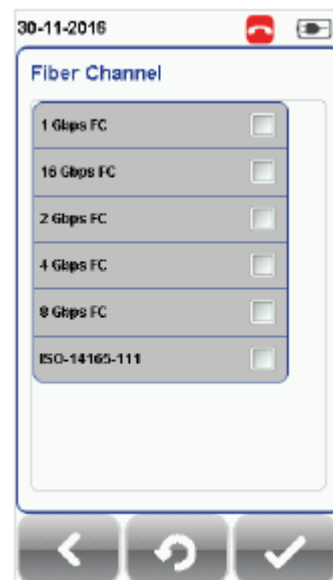 30-11-2016
Fiber Channel
1 Gbps FC
16 Gbps FC
2 Gbps FC
4 Gbps FC
8 Gbps FC
ISO-14165-111